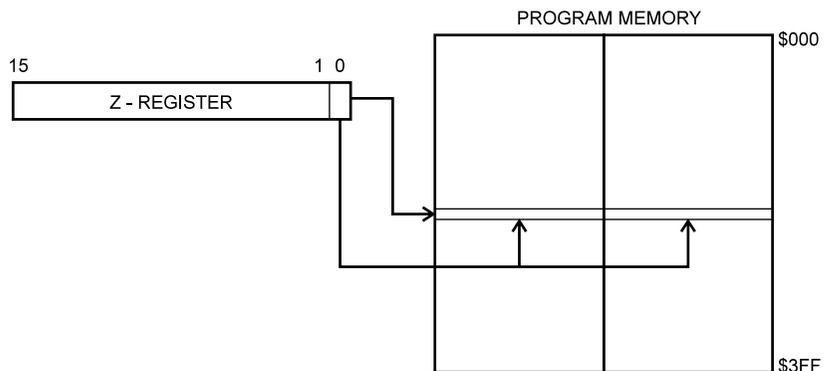 PROGRAM MEMORY
$000
15 1 0
Z - REGISTER
$3FF